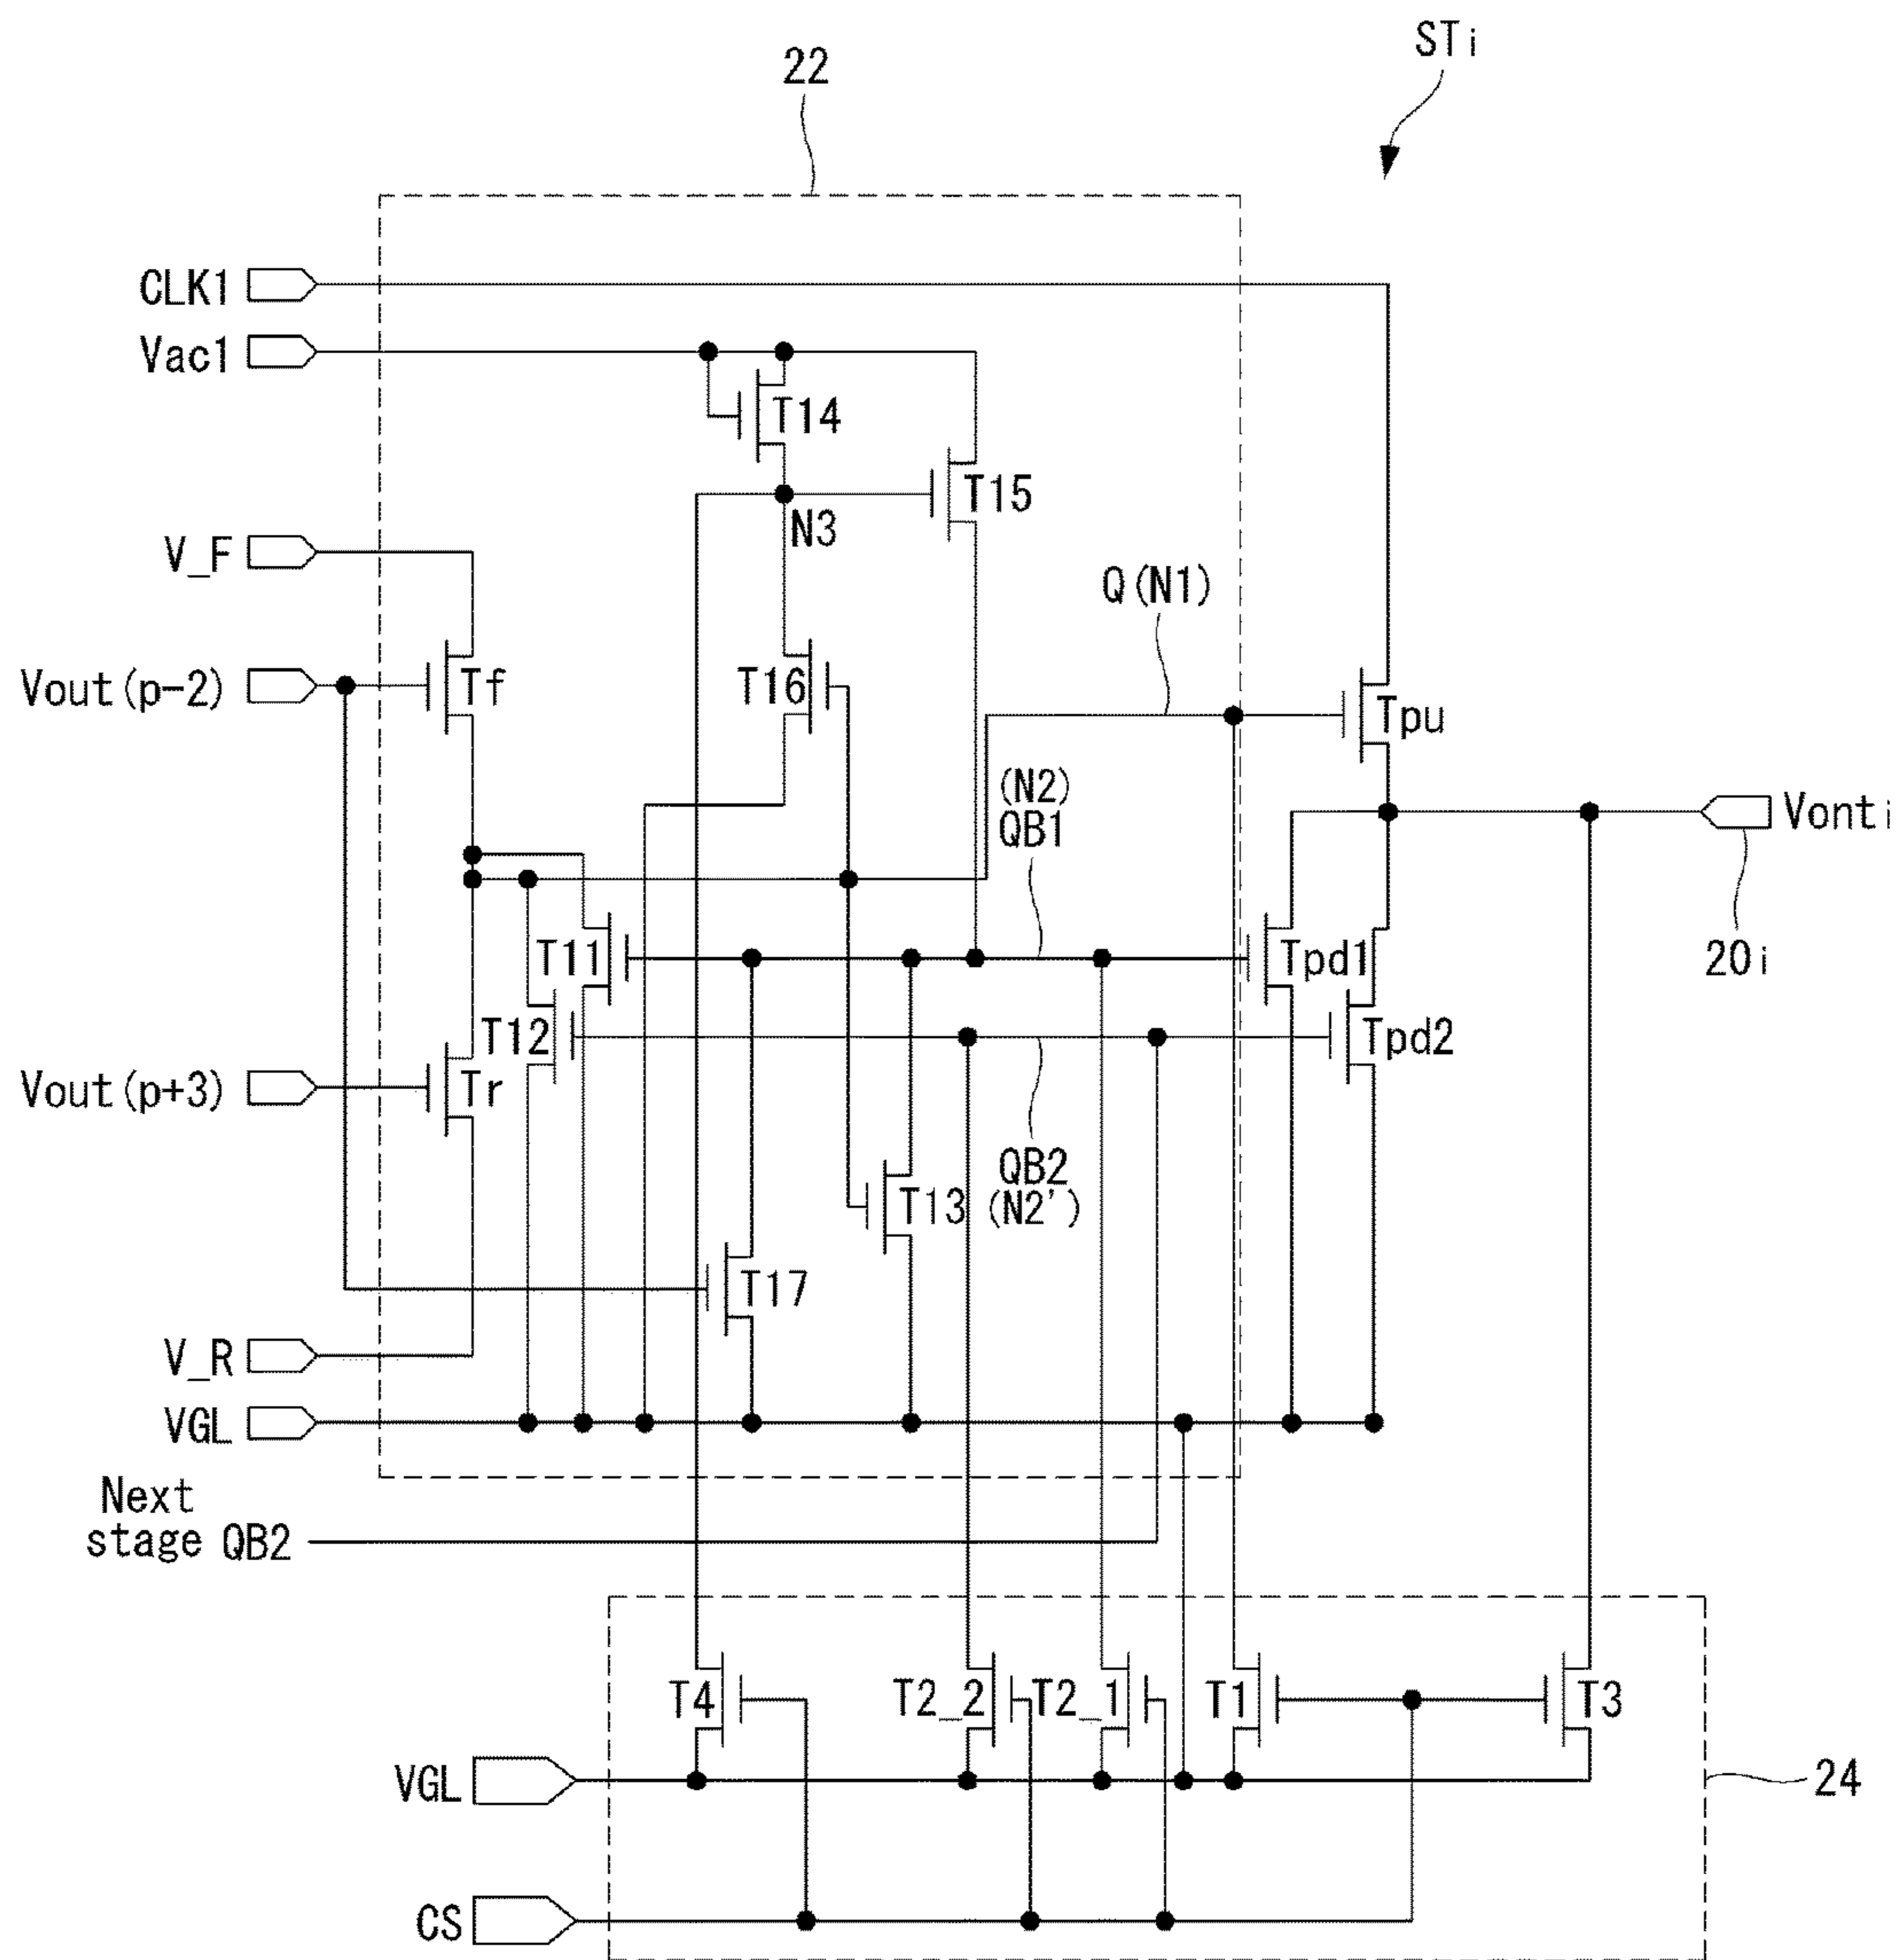 STi
22
CLK1
Vac1
T14
T15
N3
V_F
Q(N1)
Vout(p-2)
Tf
T16
Tpu
(N2)
QB1
Vonti
T11
Tpd1
20i
T12
Tpd2
Vout(p+3)
Tr
QB2
(N2')
T13
T17
V_R
VGL
Next
stage QB2
T4
T2_2
T2_1
T1
T3
VGL
24
CS